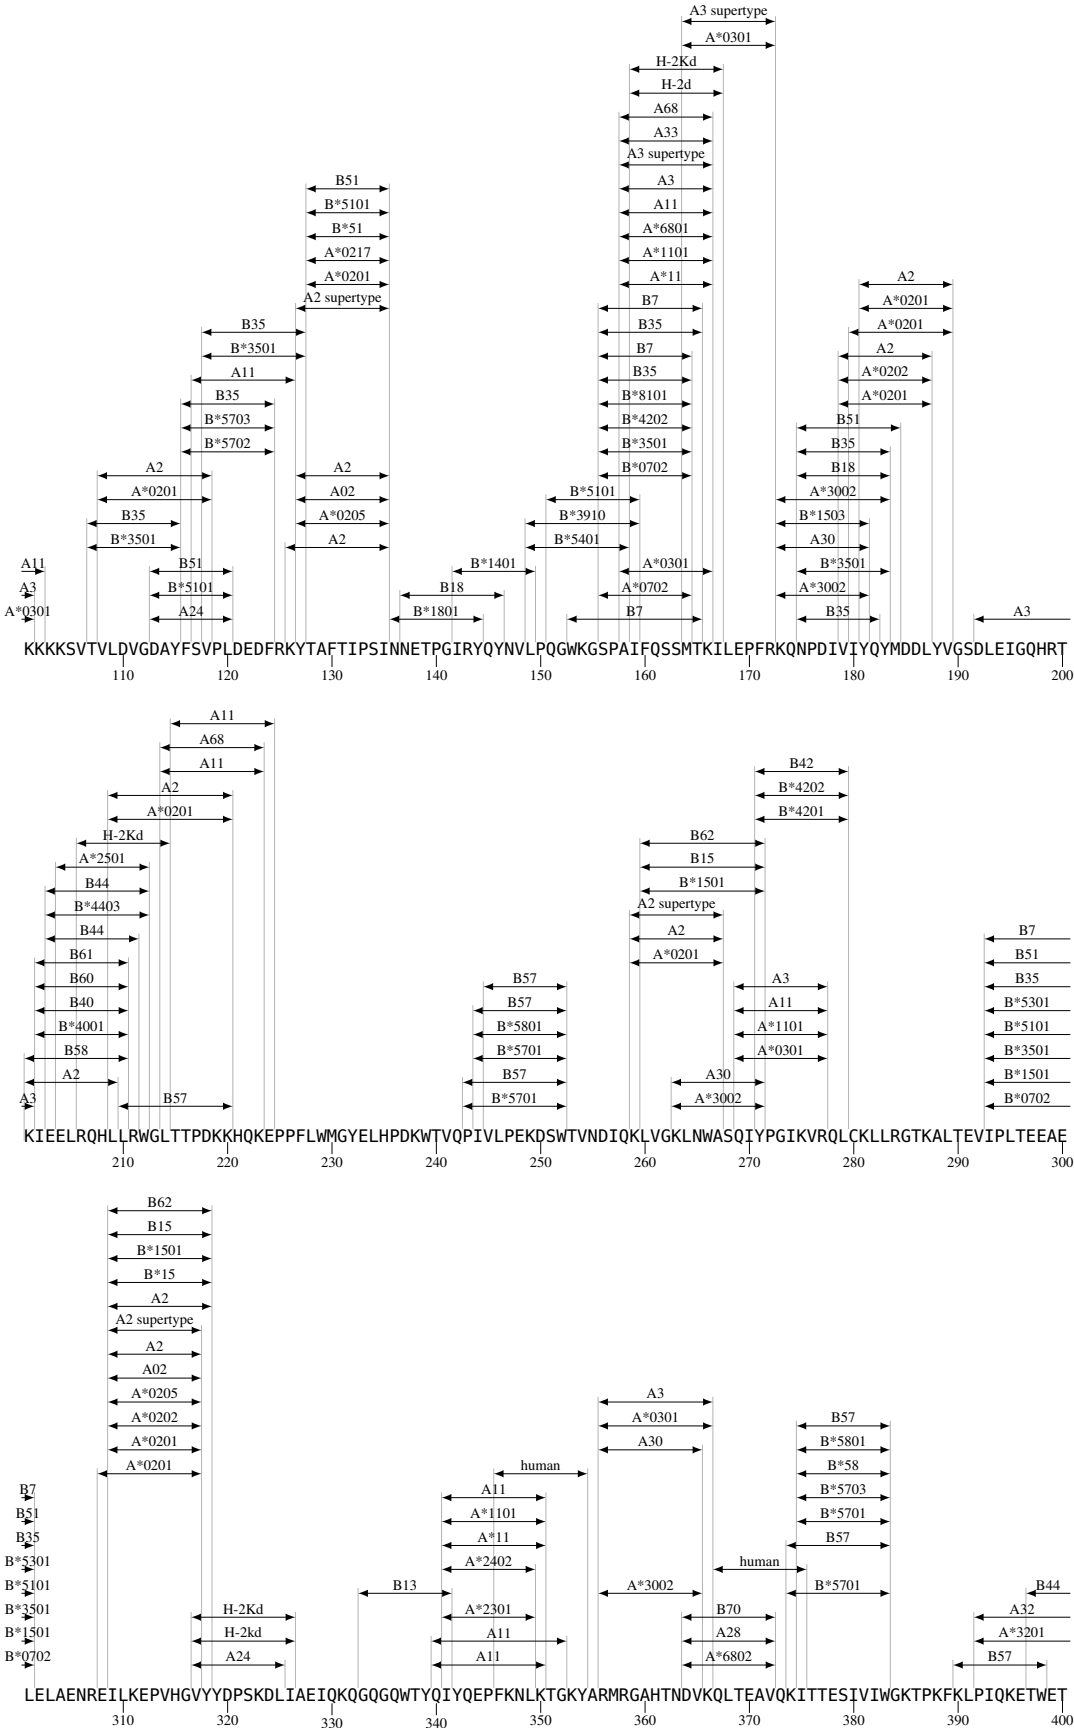 A3 supertype
A*0301
H-2Kd
H-2d
A68
A33
A3 supertype
B51 A3
B*5101 A11
B*51 A*6801
A*0217 A*1101 A2
A*0201 A*11 A*0201
A2 supertype B7 A*0201
B35 B35
B*3501 B7 A2
A11 B35 A*0202
B35 B*8101 A*0201
B*5703 B*4202 B51
B*5702 B*3501 B35
A2 A2 B*0702 B18
A*0201 A02 B*5101 A*3002
B35 A*0205 B*3910 B*1503
B*3501 A2 B*5401 A30
A11 B51 B*1401 A*0301 B*3501
A3 B*5101 B18 A*0702 A*3002
A*0301 A24 B*1801 B7 B35 A3
KKKKSVTVLDVGDAYFSVPLDEDFRKYTAFTIPSINNETPGIRYQYNVLPQGWKGSPAIFQSSMTKILEPFRKQNPDIVIYQYMDDLYVGSDLEIGQHRT
110 120 130 140 150 160 170 180 190 200
A11
A68
A11 B42
A2 B*4202
A*0201 B*4201
H-2Kd B62
A*2501 B15
B44 B*1501
B*4403 A2 supertype
B44 A2 B7
B61 A*0201 B51
B60 B57 A3 B35
B40 B57 A11 B*5301
B*4001 B*5801 A*1101 B*5101
B58 B*5701 A*0301 B*3501
A2 B57 A30 B*1501
A3 B57 B*5701 A*3002 B*0702
KIEELRQHLLRWGLTTPDKKHQKEPPFLWMGYELHPDKWTVQPIVLPEKDSWTVNDIQKLVGKLNWASQIYPGIKVRQLCKLLRGTKALTEVIPLTEEAE
210 220 230 240 250 260 270 280 290 300
B62
B15
B*1501
B*15
A2
A2 supertype
A2
A02
A*0205 A3
A*0202 A*0301 B57
A*0201 A30 B*5801
A*0201 human B*58
B7 A11 B*5703
B51 A*1101 B*5701
B35 A*11 B57
B*5301 A*2402 human
B*5101 B13 A*3002 B*5701 B44
B*3501 H-2Kd A*2301 B70 A32
B*1501 H-2kd A11 A28 A*3201
B*0702 A24 A11 A*6802 B57
LELAENREILKEPVHGVYYDPSKDLIAEIQKQGQGQWTYQIYQEPFKNLKTGKYARMRGAHTNDVKQLTEAVQKITTESIVIWGKTPKFKLPIQKETWET
310 320 330 340 350 360 370 380 390 400